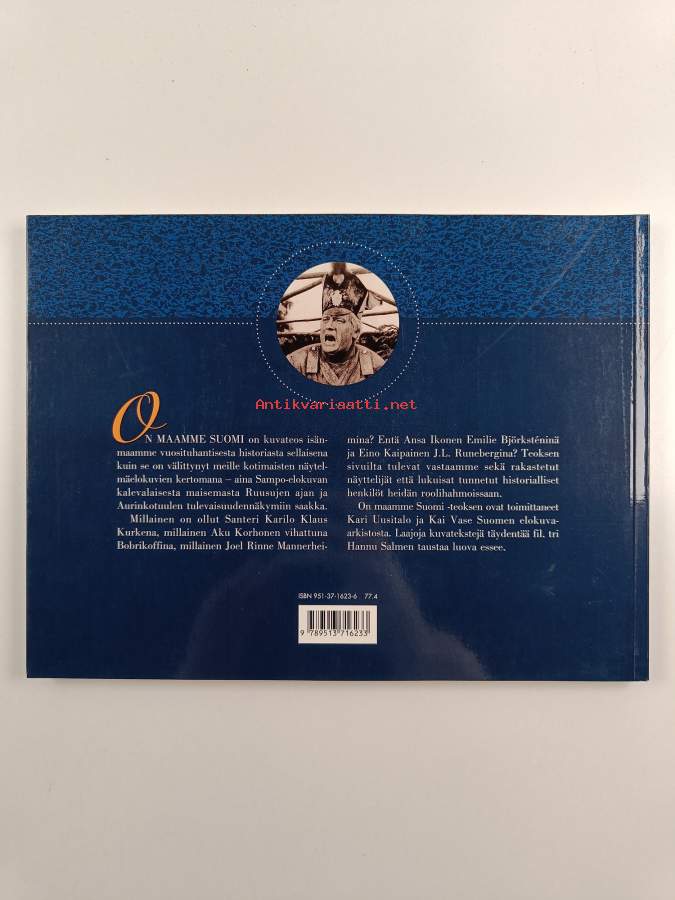 Antikvariaatti.net
ON MAAMME SUOMI on kuvateos isän-
maamme vuosituhantisesta historiasta sellaisena
kuin se on välittynyt meille kotimaisten näytel-
mäelokuvien kertomana – aina Sampo-elokuvan
kalevalaisesta maisemasta Ruusujen ajan ja
Aurinkotuulen tulevaisuudennäkymiin saakka.
Millainen on ollut Santeri Karilo Klaus
Kurkena, millainen Aku Korhonen vihattuna
Bobrikoffina, millainen Joel Rinne Mannerhei-
mina? Entä Ansa Ikonen Emilie Björksténinä
ja Eino Kaipainen J.L. Runebergina? Teoksen
sivuilta tulevat vastaamme sekä rakastetut
näyttelijät että lukuisat tunnetut historialliset
henkilöt heidän roolihahmoissaan.
On maamme Suomi -teoksen ovat toimittaneet
Kari Uusitalo ja Kai Vase Suomen elokuva-
arkistosta. Laajoja kuvatekstejä täydentää fil. tri
Hannu Salmen taustaa luova essee.
ISBN 951-37-1623-6 77.4
9 789513 716233